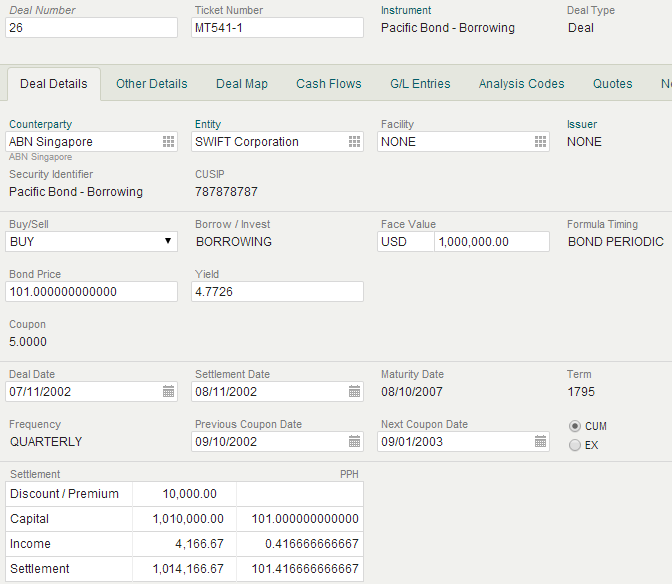 Deal Number Ticket Number Instrument Deal Type
26 MT541-1 Pacific Bond - Borrowing Deal
Deal Details Other Details Deal Map Cash Flows G/L Entries Analysis Codes Quotes
Counterparty Entity Facility Issuer
ABN Singapore SWIFT Corporation NONE NONE
ABN Singapore
Security Identifier CUSIP
Pacific Bond - Borrowing 787878787
Buy/Sell Borrow / Invest Face Value Formula Timing
BUY BORROWING USD 1,000,000.00 BOND PERIODIC
Bond Price Yield
101.000000000000 4.7726
Coupon
5.0000
Deal Date Settlement Date Maturity Date Term
07/11/2002 08/11/2002 08/10/2007 1795
Frequency Previous Coupon Date Next Coupon Date CUM
QUARTERLY 09/10/2002 09/01/2003 EX
Settlement PPH
Discount / Premium 10,000.00
Capital 1,010,000.00 101.000000000000
Income 4,166.67 0.416666666667
Settlement 1,014,166.67 101.416666666667